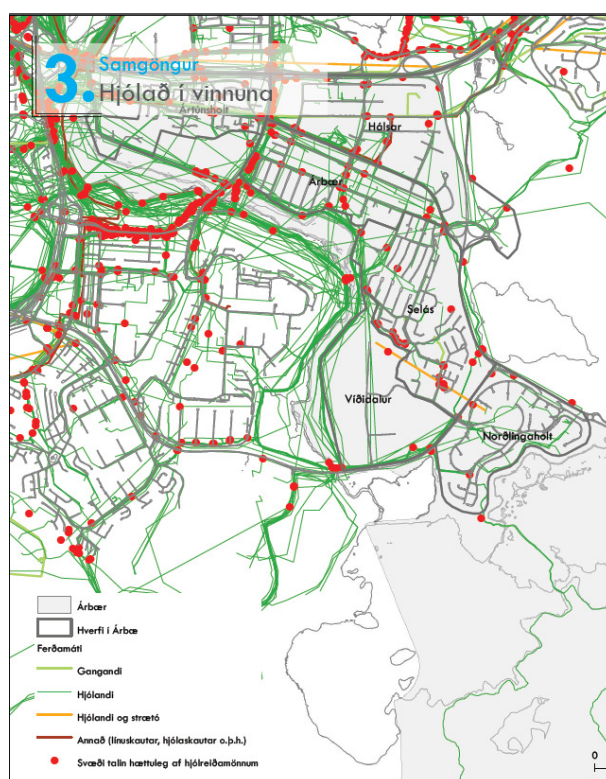 3.
Samgöngur
Hjólað í vinnuna
Ártúnsholt
Hálsar
Árbær
Selás
Víðidalur
Norðlingaholt
Árbær
Hverfi í Árbæ
Ferðamáti
Gangandi
Hjólandi
Hjólandi og strætó
Annað (línuskautar, hjólaskautar o.þ.h.)
Svæði talin hættuleg af hjólreiðamönnum
0